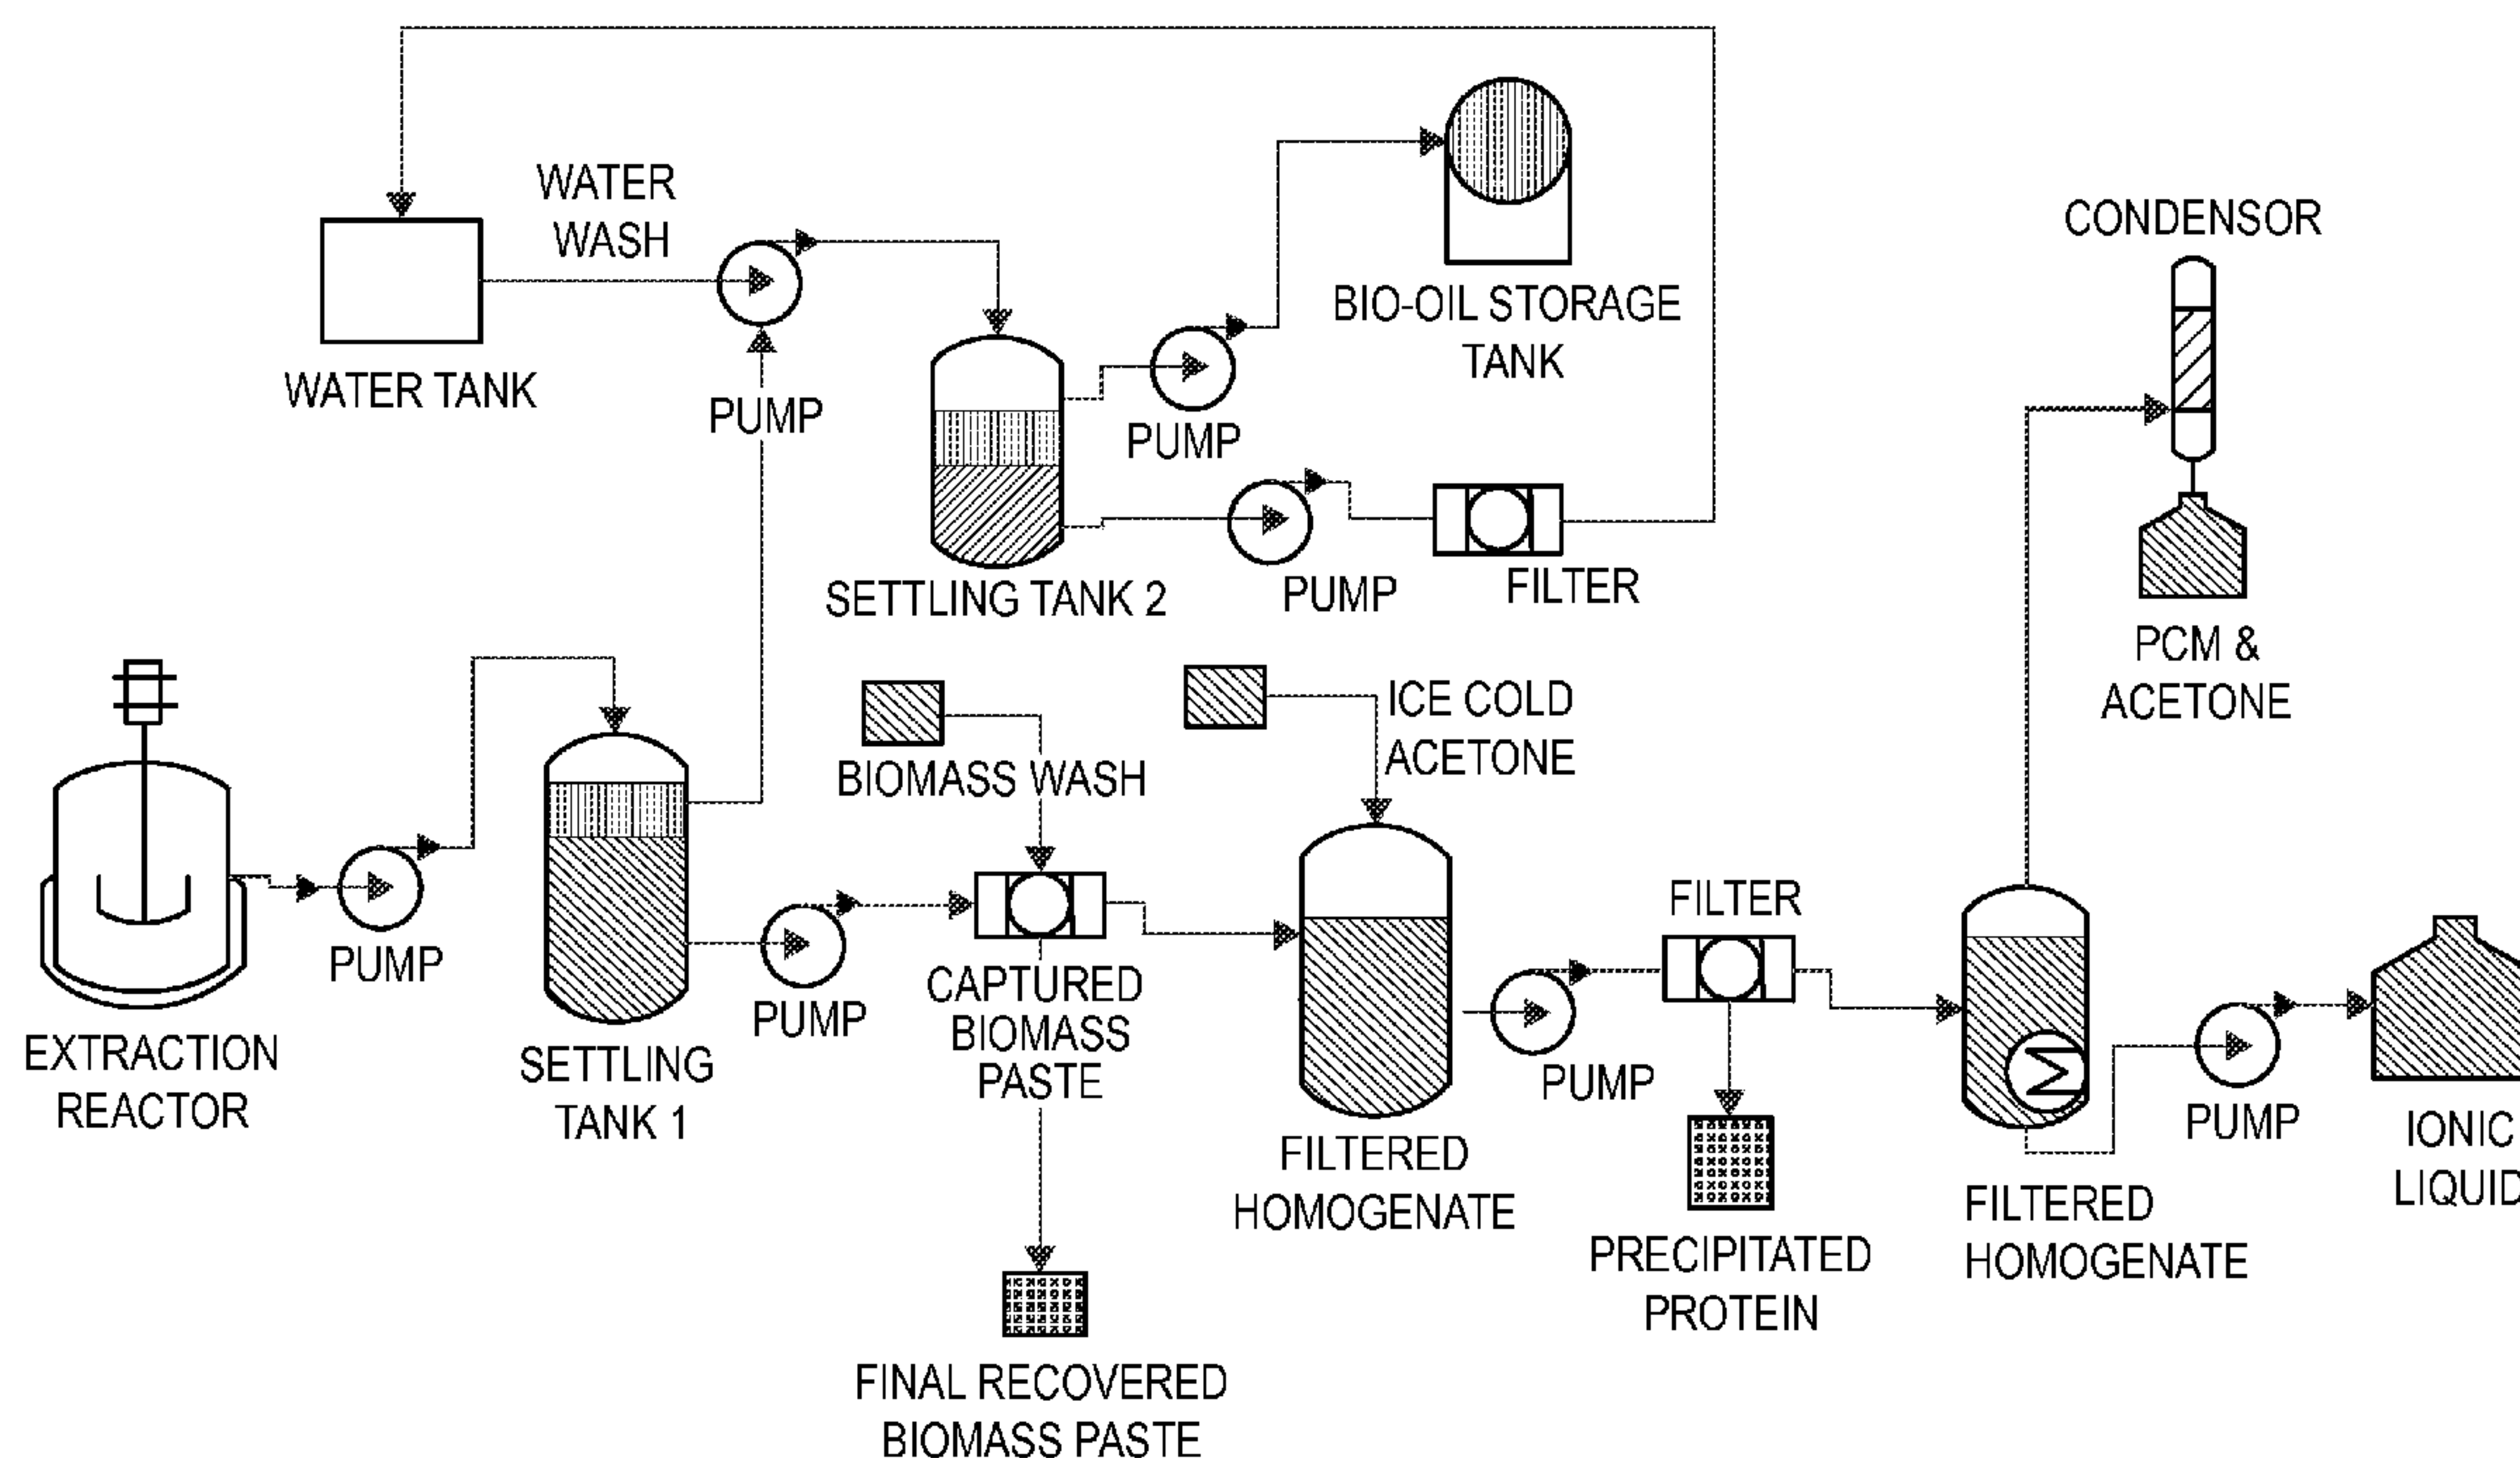 WATER
WASH
WATER TANK
PUMP
BIO-OIL STORAGE
TANK
CONDENSOR
PUMP
SETTLING TANK 2
PUMP
FILTER
PCM &
ACETONE
BIOMASS WASH
ICE COLD
ACETONE
EXTRACTION
REACTOR
PUMP
SETTLING
TANK 1
PUMP
CAPTURED
BIOMASS
PASTE
FINAL RECOVERED
BIOMASS PASTE
FILTERED
HOMOGENATE
PUMP
FILTER
PRECIPITATED
PROTEIN
FILTERED
HOMOGENATE
PUMP
IONIC
LIQUID